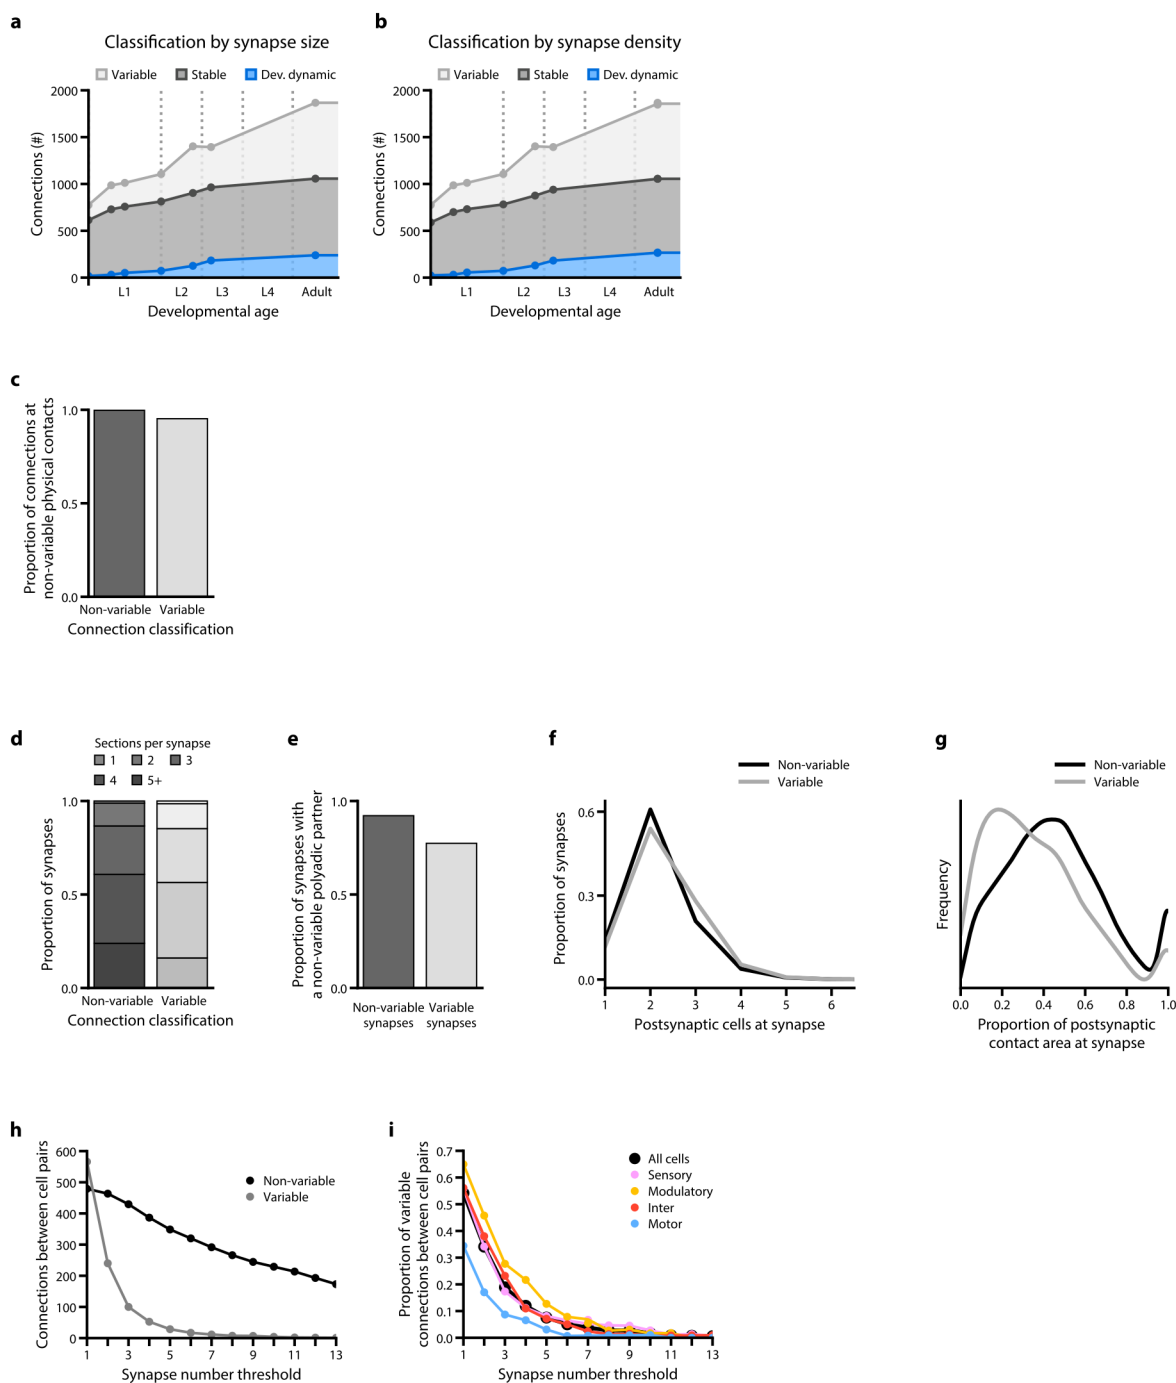 a
Classification by synapse size
Variable Stable Dev. dynamic
2000
1500
1000
500
0
Connections (#)
L1 L2 L3 L4 Adult
Developmental age
b
Classification by synapse density
Variable Stable Dev. dynamic
2000
1500
1000
500
0
Connections (#)
L1 L2 L3 L4 Adult
Developmental age
c
Proportion of connections at
non-variable physical contacts
1.0
0.5
0.0
Non-variable Variable
Connection classification
d
Sections per synapse
1 2 3
4 5+
Proportion of synapses
1.0
0.5
0.0
Non-variable Variable
Connection classification
e
Proportion of synapses with
a non-variable polyadic partner
1.0
0.5
0.0
Non-variable Variable
synapses synapses
f
Non-variable
Variable
Proportion of synapses
0.6
0.3
0.0
1 2 3 4 5 6
Postsynaptic cells at synapse
g
Non-variable
Variable
Frequency
0.0 0.2 0.4 0.6 0.8 1.0
Proportion of postsynaptic
contact area at synapse
h
Connections between cell pairs
600
500
400
300
200
100
0
Non-variable
Variable
1 3 5 7 9 11 13
Synapse number threshold
i
Proportion of variable
connections between cell pairs
0.7
0.6
0.5
0.4
0.3
0.2
0.1
0.0
All cells
Sensory
Modulatory
Inter
Motor
1 3 5 7 9 11 13
Synapse number threshold